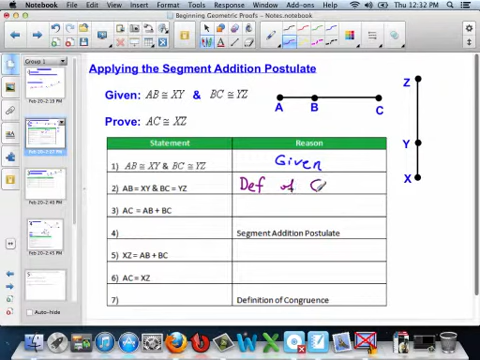 Notebook File Edit View Insert Format Tools Window Help Thu 12:32 PM
Beginning Geometric Proofs – Notes.notebook
Group 1
Applying the Segment Addition Postulate
Given: AB ≅ XY & BC ≅ YZ
A B C
Z
Y
X
Prove: AC ≅ XZ
Statement Reason
1) AB ≅ XY & BC ≅ YZ Given
2) AB = XY & BC = YZ Def of C
3) AC = AB + BC
4) Segment Addition Postulate
5) XZ = AB + BC
6) AC = XZ
7) Definition of Congruence
Auto-hide